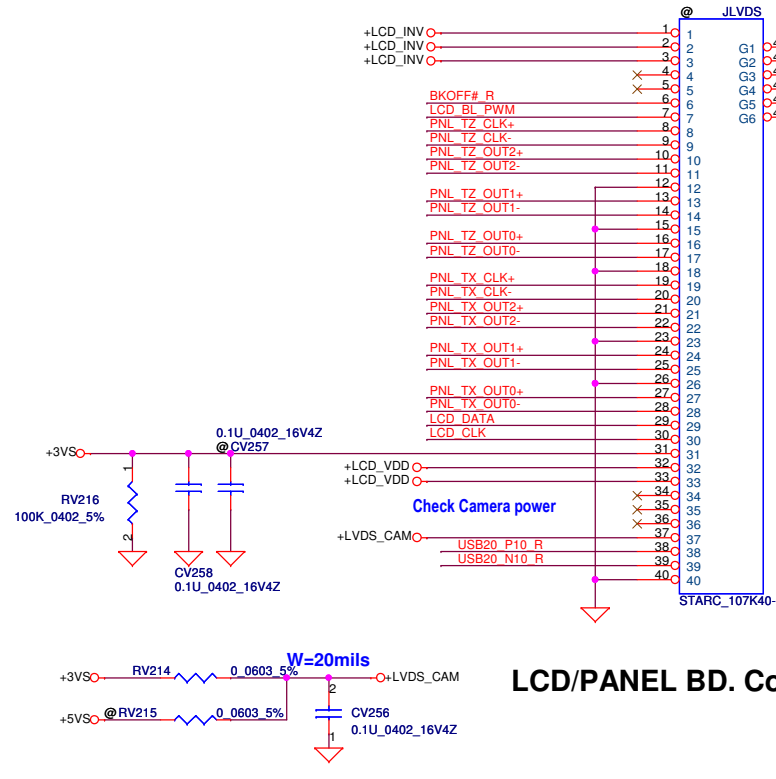 @ JLVDS
+LCD_INV 1 1
+LCD_INV 2 2 G1 4
+LCD_INV 3 3 G2 4
4 4 G3 4
5 5 G4 4
BKOFF#_R 6 6 G5 4
LCD_BL_PWM 7 7 G6 4
PNL_TZ_CLK+ 8 8
PNL_TZ_CLK- 9 9
PNL_TZ_OUT2+ 10 10
PNL_TZ_OUT2- 11 11
12 12
PNL_TZ_OUT1+ 13 13
PNL_TZ_OUT1- 14 14
15 15
PNL_TZ_OUT0+ 16 16
PNL_TZ_OUT0- 17 17
18 18
PNL_TX_CLK+ 19 19
PNL_TX_CLK- 20 20
PNL_TX_OUT2+ 21 21
PNL_TX_OUT2- 22 22
23 23
PNL_TX_OUT1+ 24 24
PNL_TX_OUT1- 25 25
26 26
PNL_TX_OUT0+ 27 27
PNL_TX_OUT0- 28 28
LCD_DATA 29 29
LCD_CLK 30 30
31 31
+LCD_VDD 32 32
+LCD_VDD 33 33
34 34
Check Camera power 35 35
36 36
+LVDS_CAM 37 37
USB20_P10_R 38 38
USB20_N10_R 39 39
40 40
STARC_107K40-
0.1U_0402_16V4Z
@CV257
+3VS
1
RV216
100K_0402_5%
2
CV258
0.1U_0402_16V4Z
W=20mils
+3VS RV214 0_0603_5% +LVDS_CAM
2
+5VS @RV215 0_0603_5% CV256
1 0.1U_0402_16V4Z
LCD/PANEL BD. Co